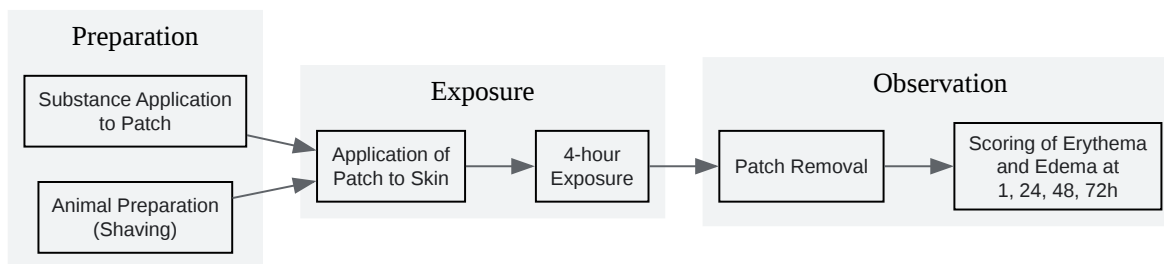 Preparation
Substance Application
to Patch
Animal Preparation
(Shaving)
Exposure
Application of
Patch to Skin
4-hour
Exposure
Observation
Patch Removal
Scoring of Erythema
and Edema at
1, 24, 48, 72h